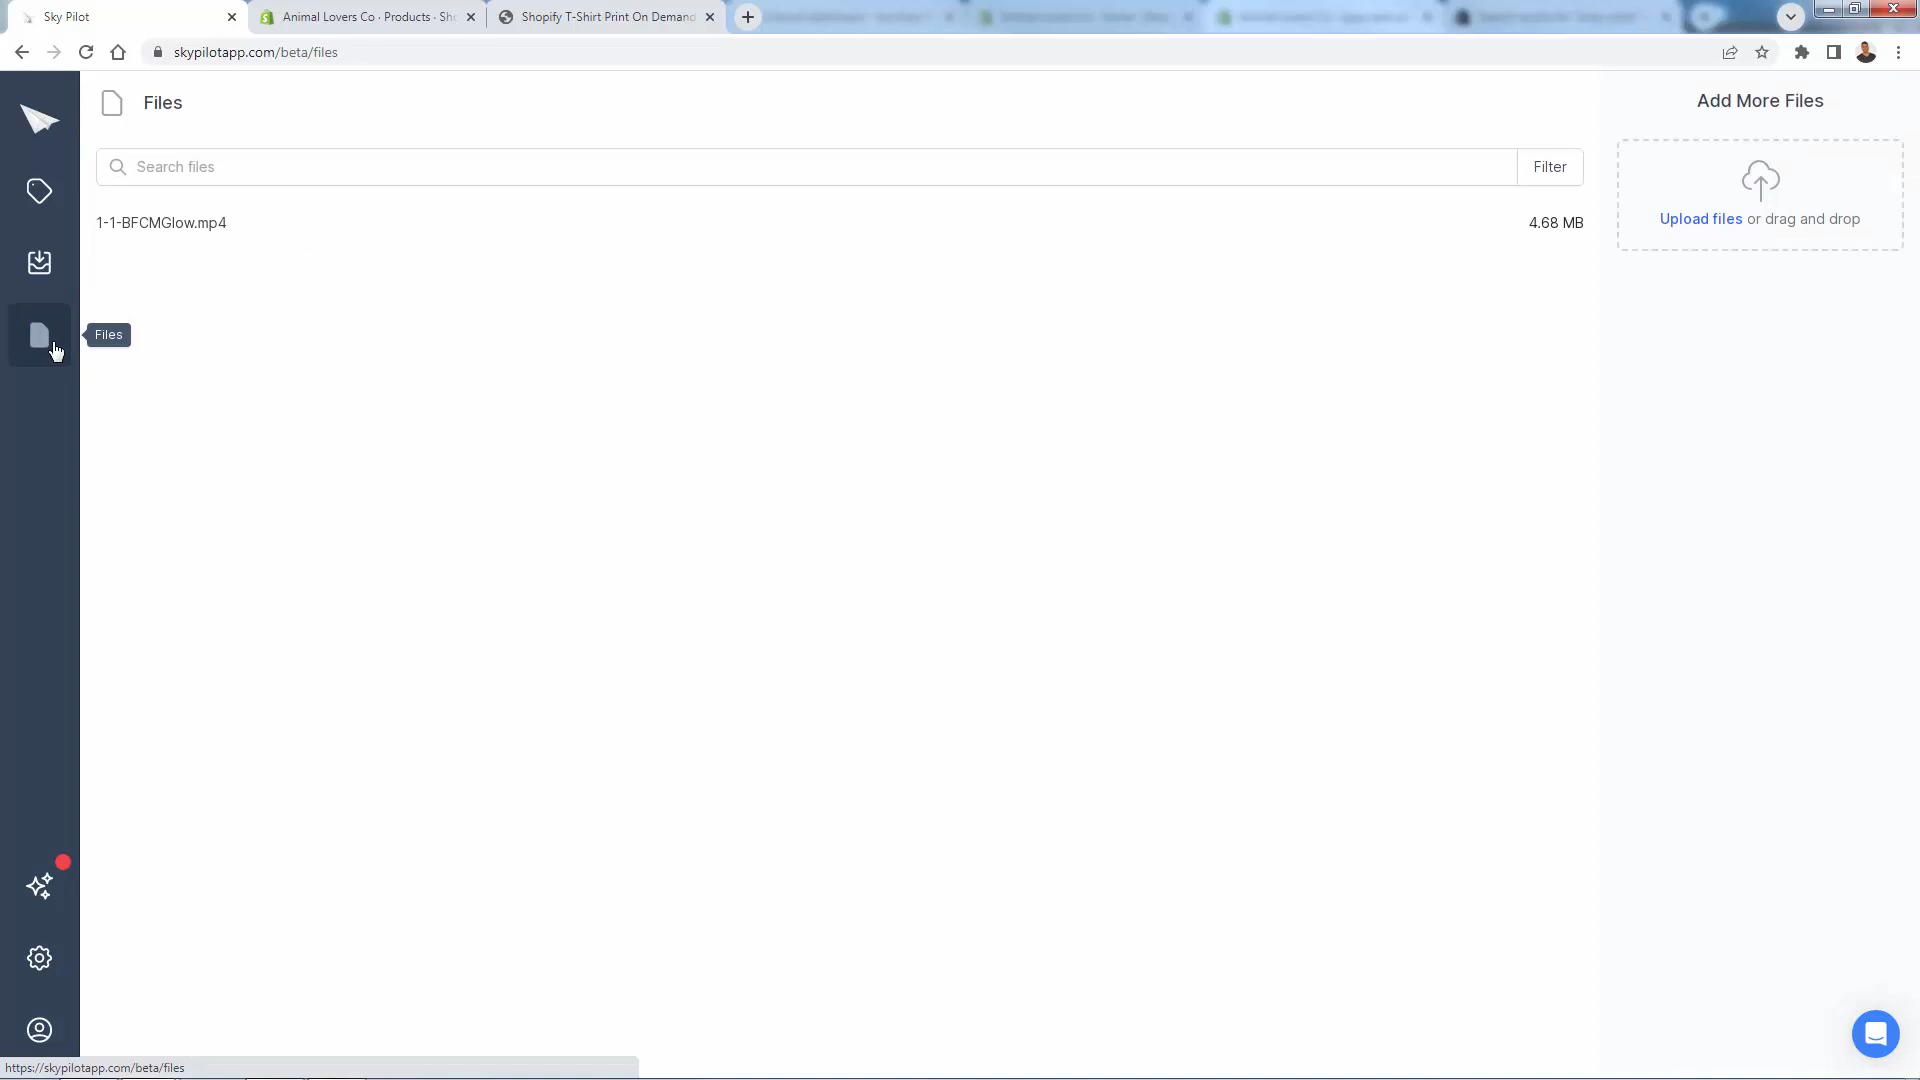 Sky Pilot
Animal Lovers Co · Products · Sho
Shopify T-Shirt Print On Demand
skypilotapp.com/beta/files
Files
Add More Files
Search files
Filter
Upload files or drag and drop
1-1-BFCMGlow.mp4
4.68 MB
Files
https://skypilotapp.com/beta/files